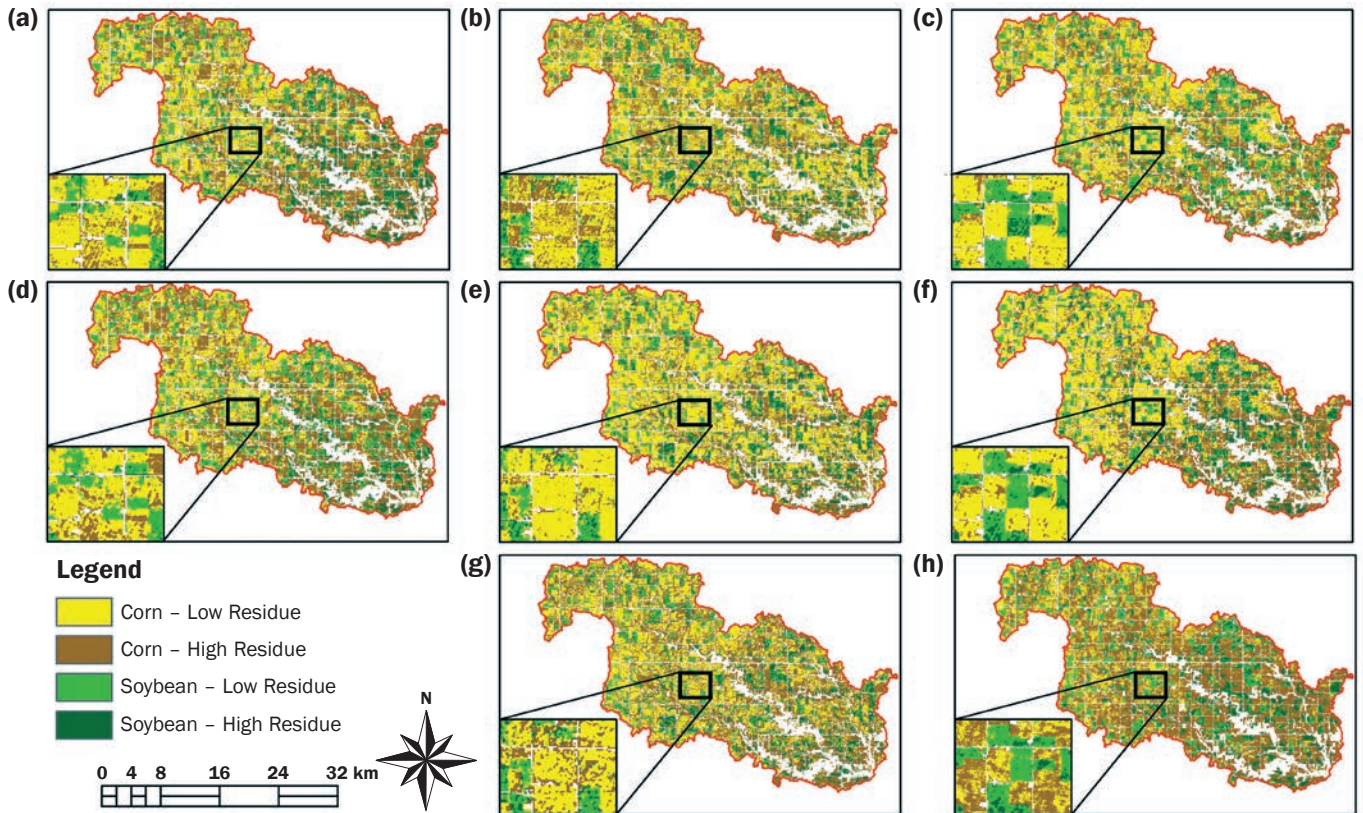 (a)
(b)
(c)
(d)
(e)
(f)
(g)
(h)
Legend
Corn – Low Residue
Corn – High Residue
Soybean – Low Residue
Soybean – High Residue
N
0 4 8 16 24 32 km